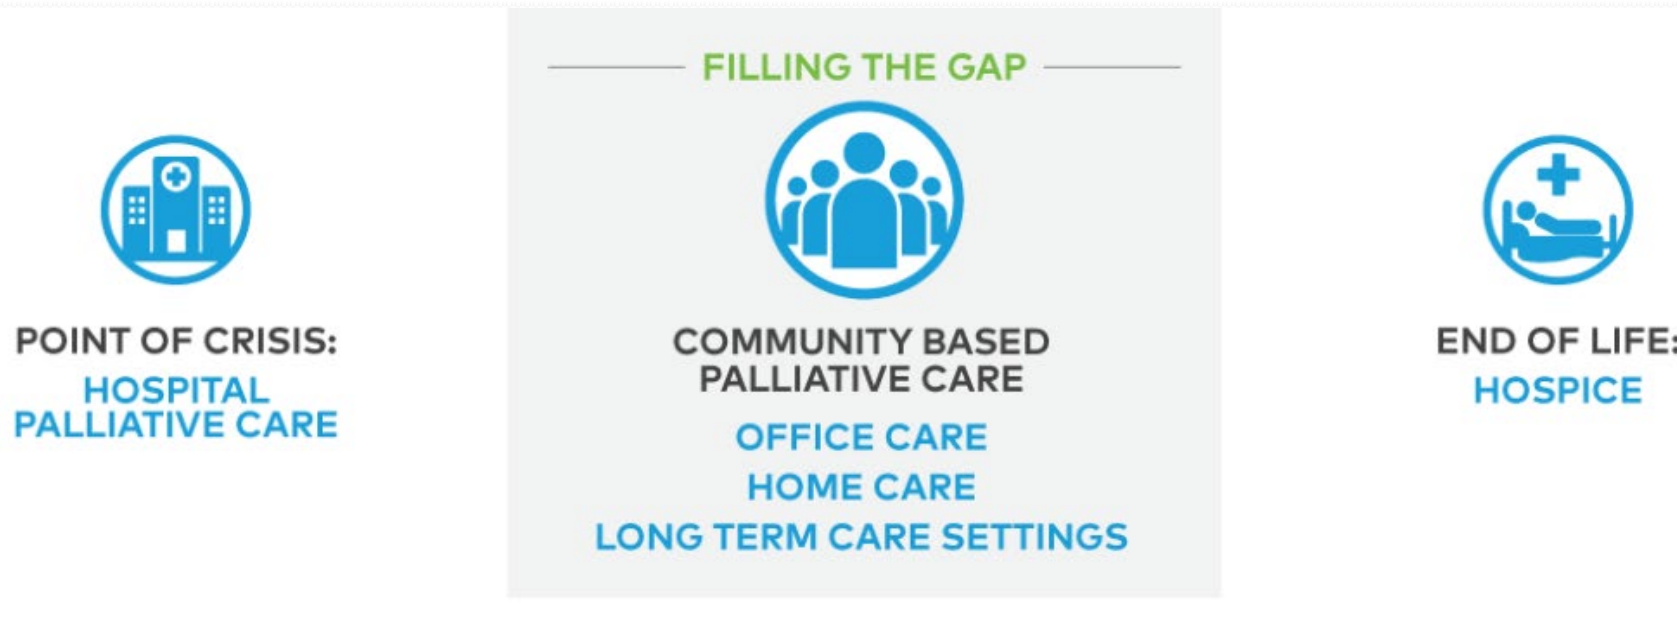 FILLING THE GAP
POINT OF CRISIS:
HOSPITAL
PALLIATIVE CARE
COMMUNITY BASED
PALLIATIVE CARE
OFFICE CARE
HOME CARE
LONG TERM CARE SETTINGS
END OF LIFE:
HOSPICE